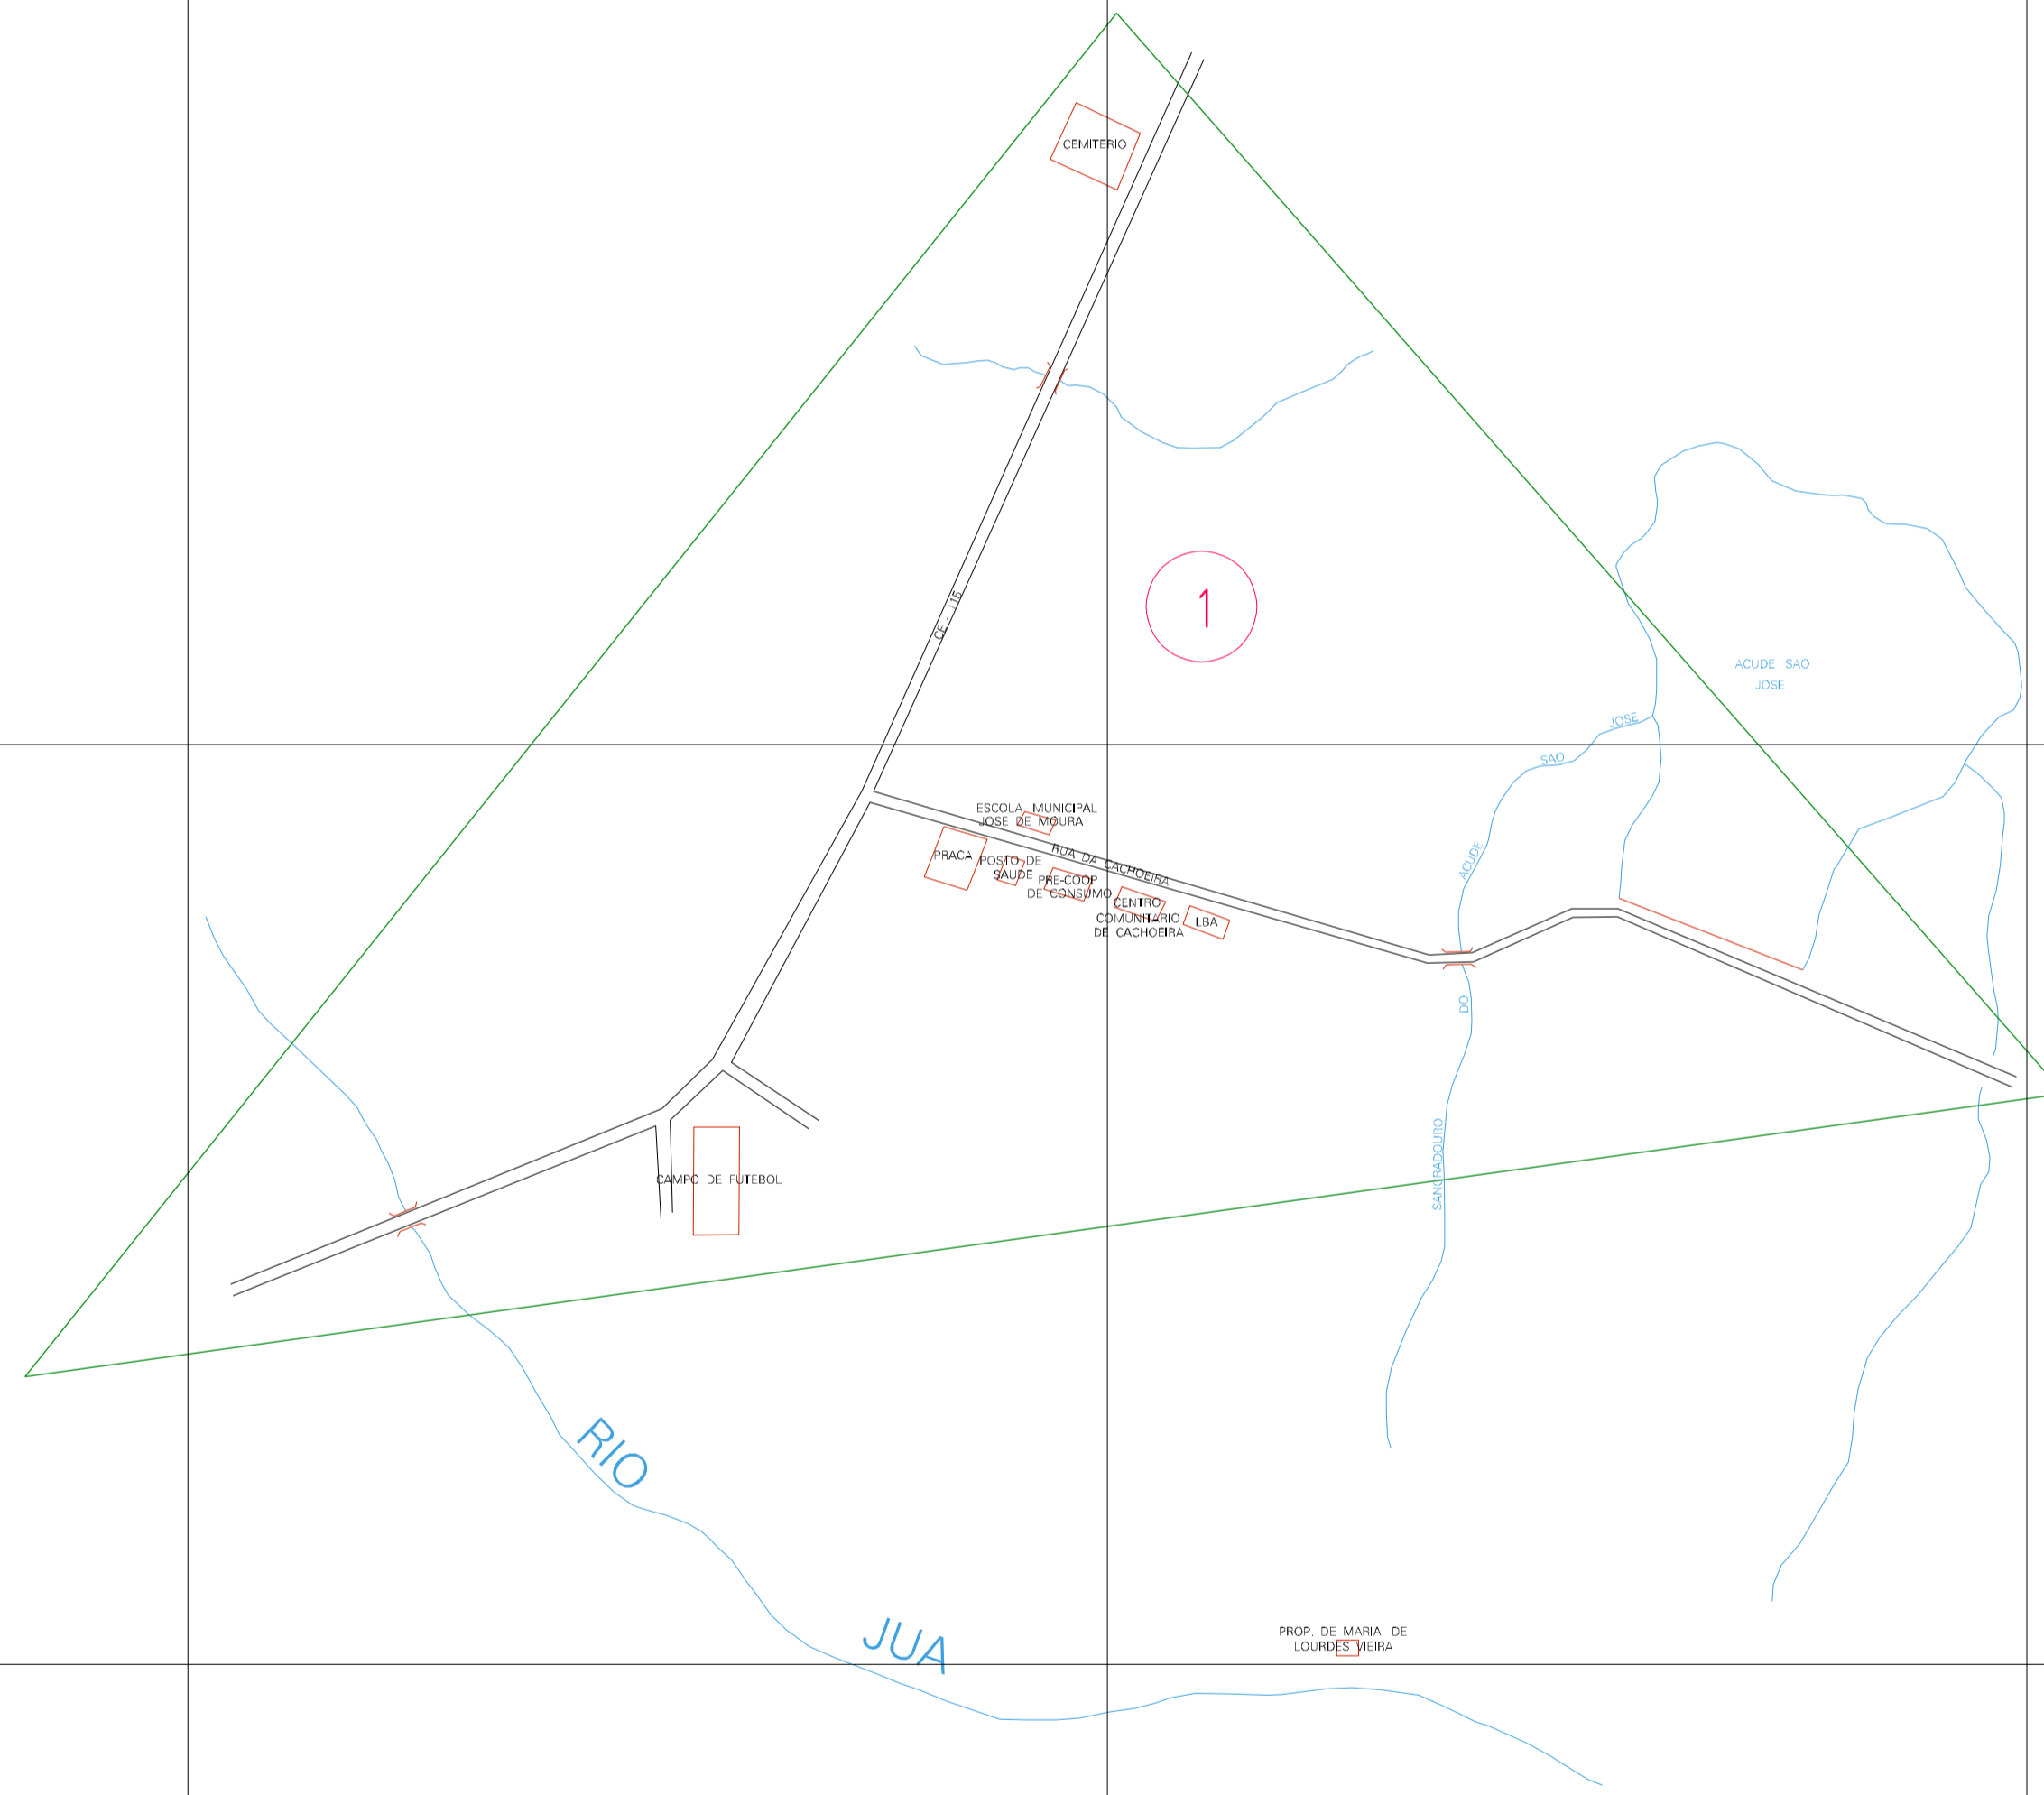 CEMITERIO
CE - 115
1
ACUDE SAO
JOSE
JOSE
SAO
ACUDE
DO
SANGRADOURO
ESCOLA MUNICIPAL
JOSE DE MOURA
RUA DA CACHOEIRA
PRACA
POSTO DE
SAUDE
PRE-COOP
DE CONSUMO
CENTRO
COMUNITARIO
DE CACHOEIRA
LBA
CAMPO DE FUTEBOL
RIO
JUA
PROP. DE MARIA DE
LOURDES VIEIRA